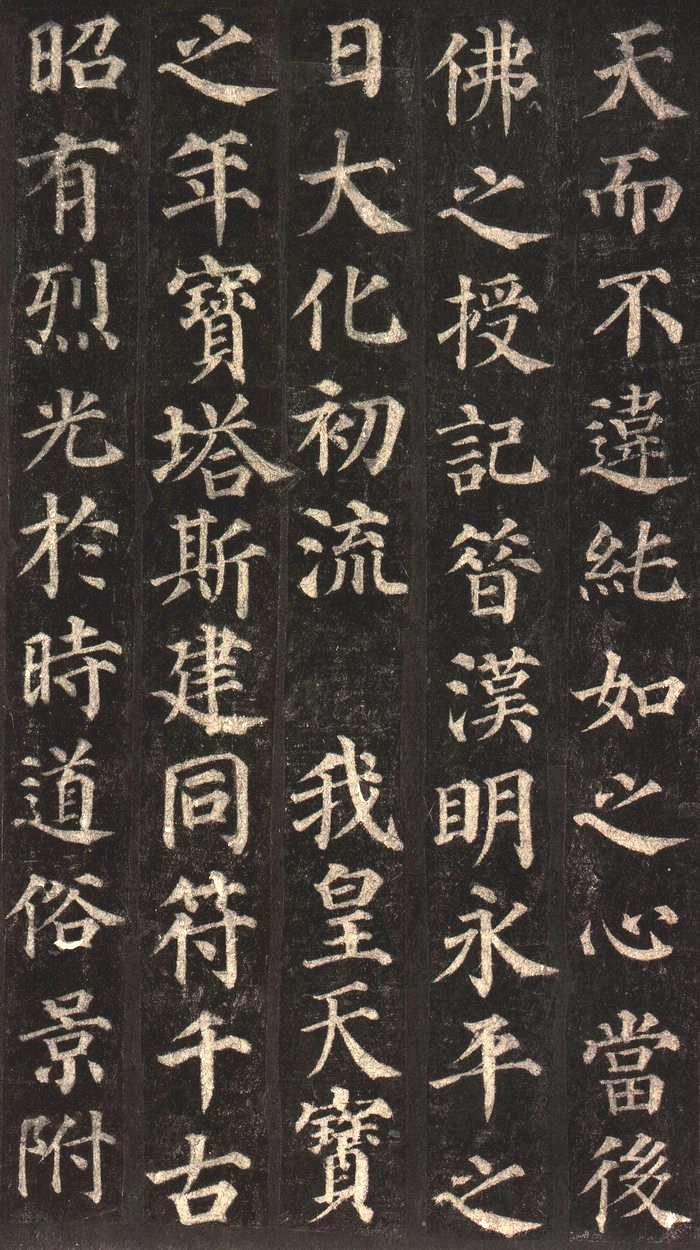 天而不違純如之心當後
佛之授記昔漢明永平之
日大化初流 我皇天寶
之年寶塔斯建同符千古
昭有烈光於時道俗景附